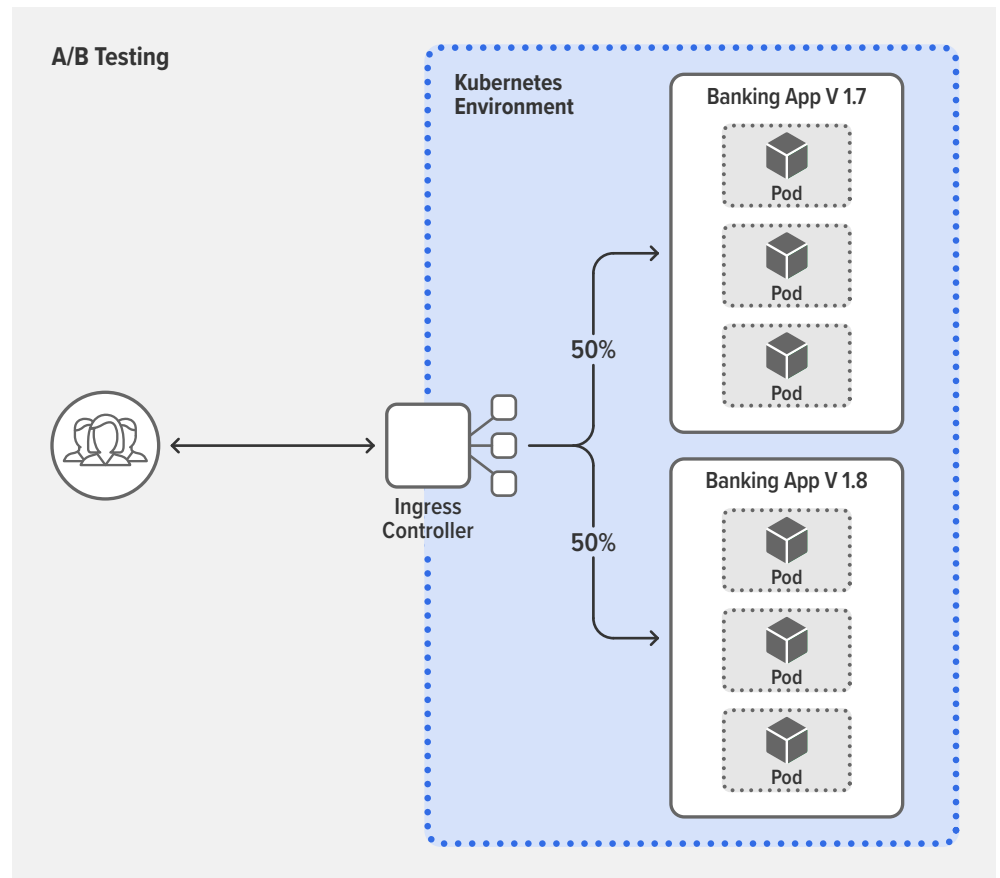 A/B Testing
Kubernetes
Environment
Banking App V 1.7
Pod
Pod
Pod
50%
Ingress
Controller
50%
Banking App V 1.8
Pod
Pod
Pod